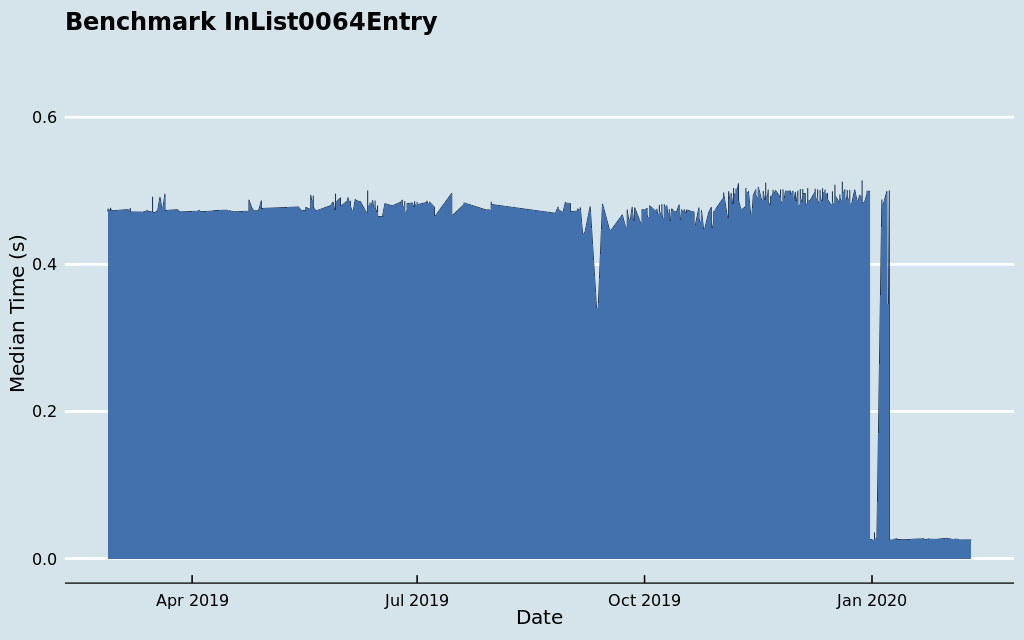 Benchmark InList0064Entry
Median Time (s)
0.6
0.4
0.2
0.0
Apr 2019
Jul 2019
Oct 2019
Jan 2020
Date